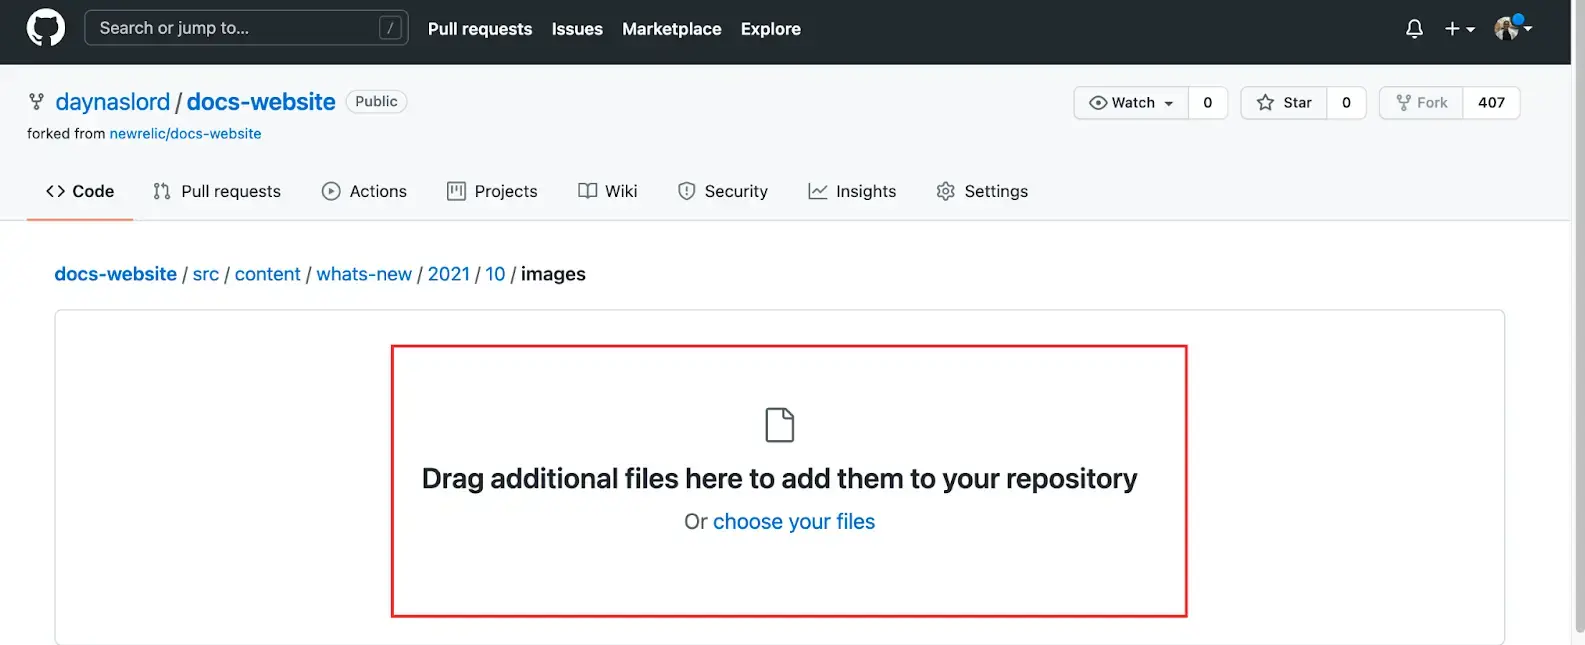 Search or jump to... / Pull requests Issues Marketplace Explore
daynaslord / docs-website Public Watch 0 Star 0 Fork 407
forked from newrelic/docs-website
<> Code Pull requests Actions Projects Wiki Security Insights Settings
docs-website / src / content / whats-new / 2021 / 10 / images
Drag additional files here to add them to your repository
Or choose your files